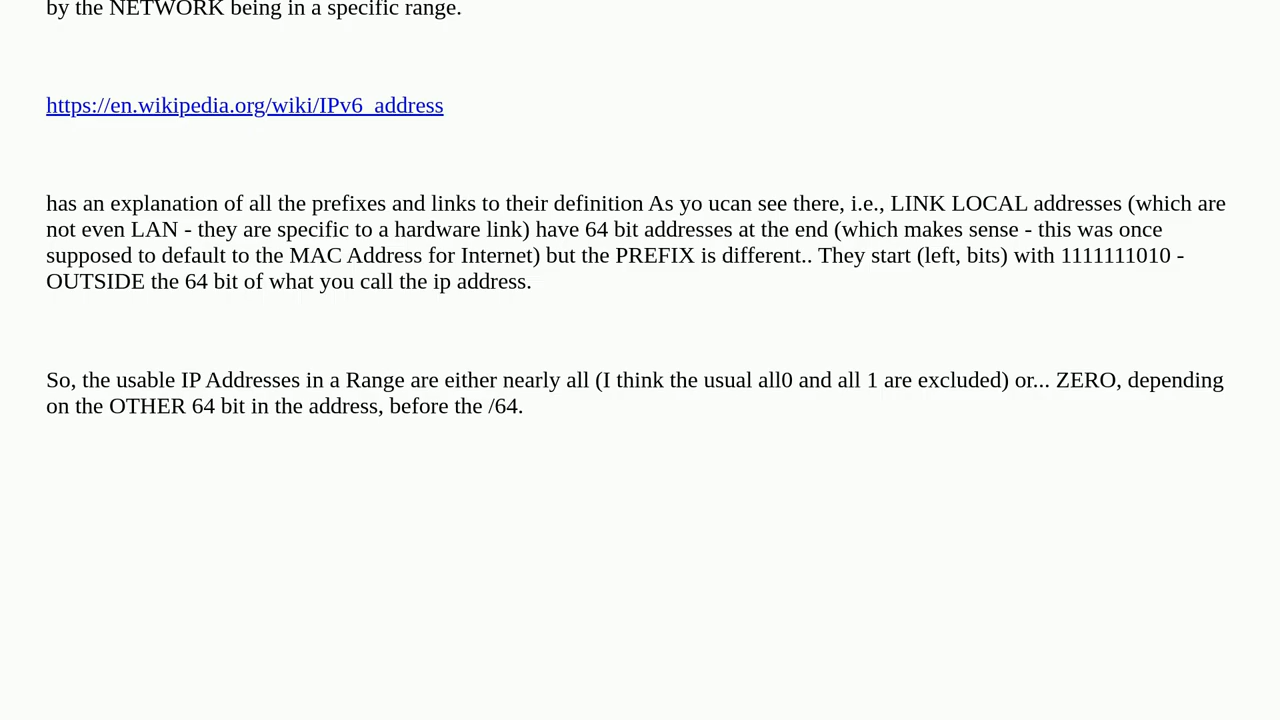 by the NETWORK being in a specific range.
https://en.wikipedia.org/wiki/IPv6_address
has an explanation of all the prefixes and links to their definition As yo ucan see there, i.e., LINK LOCAL addresses (which are
not even LAN - they are specific to a hardware link) have 64 bit addresses at the end (which makes sense - this was once
supposed to default to the MAC Address for Internet) but the PREFIX is different.. They start (left, bits) with 1111111010 -
OUTSIDE the 64 bit of what you call the ip address.
So, the usable IP Addresses in a Range are either nearly all (I think the usual all0 and all 1 are excluded) or... ZERO, depending
on the OTHER 64 bit in the address, before the /64.